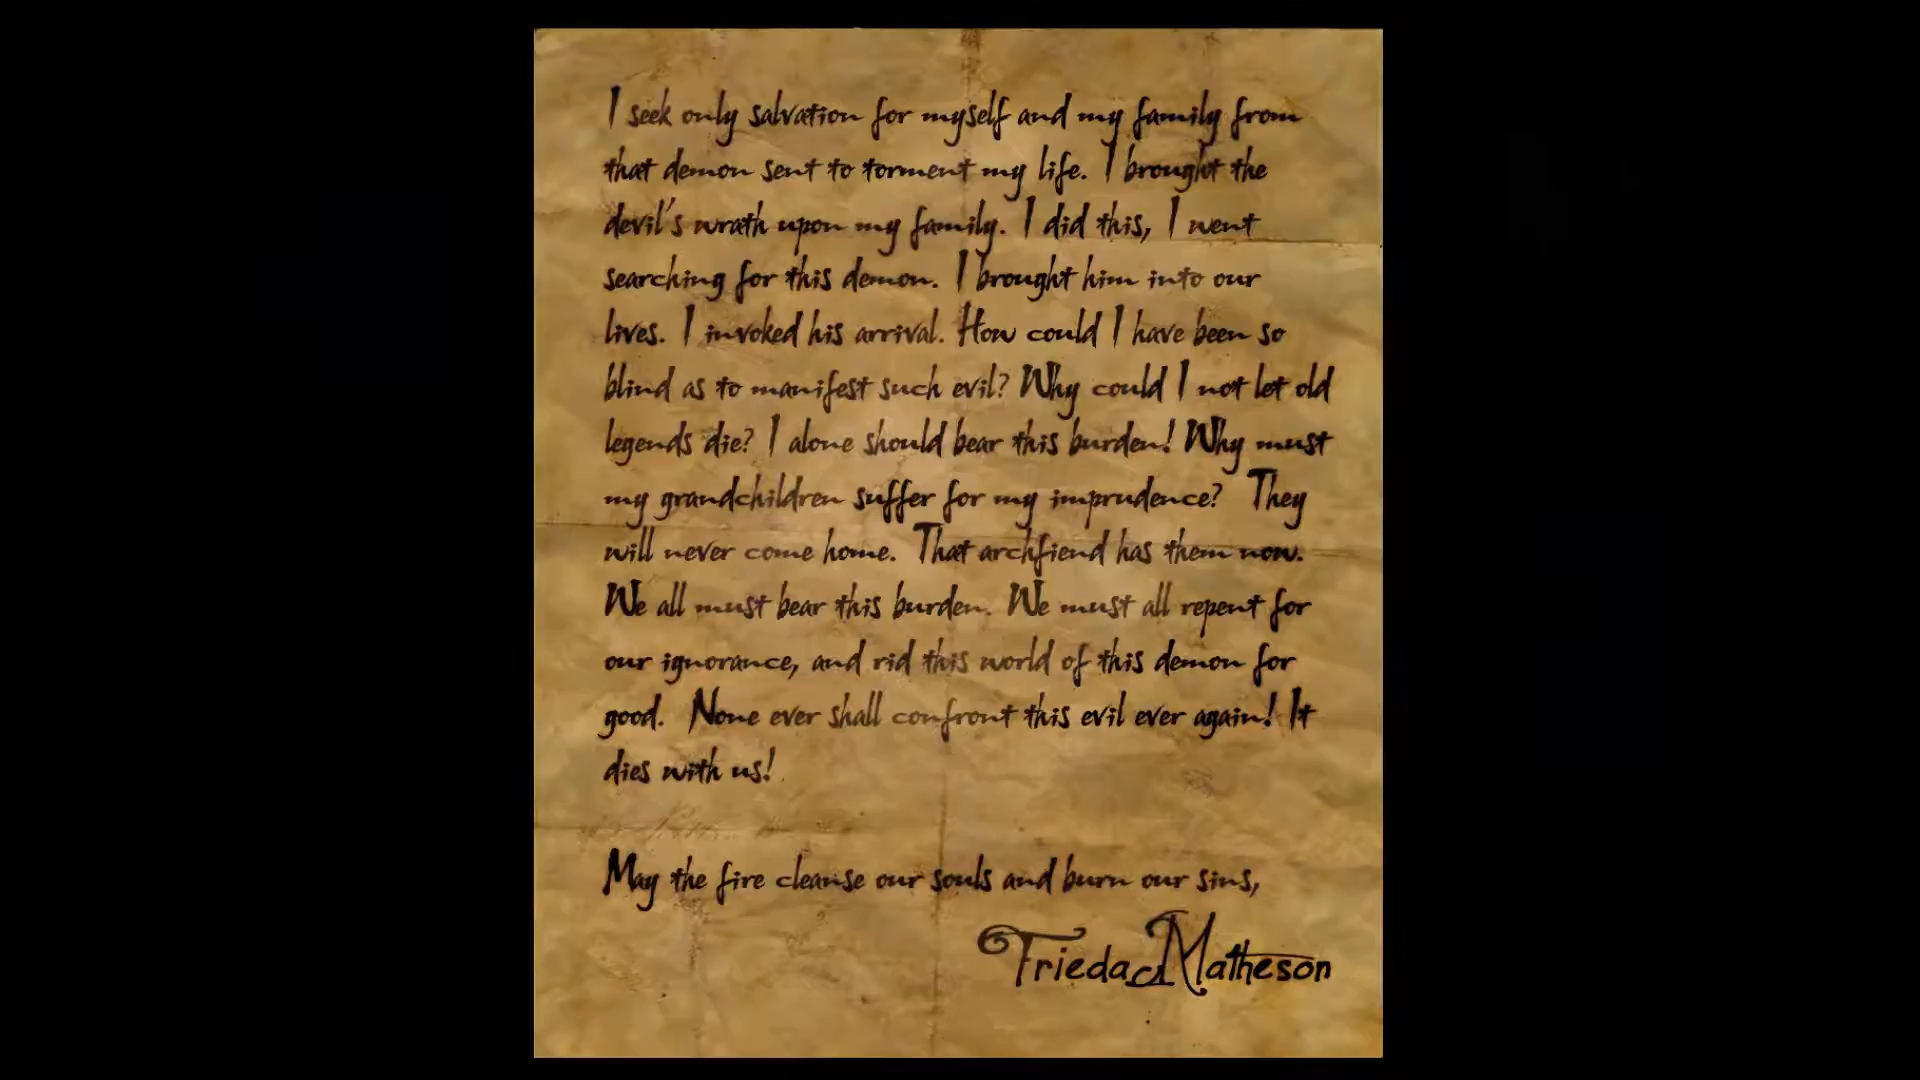 I seek only salvation for myself and my family from
that demon sent to torment my life. I brought the
devil's wrath upon my family. I did this, I went
searching for this demon. I brought him into our
lives. I invoked his arrival. How could I have been so
blind as to manifest such evil? Why could I not let old
legends die? I alone should bear this burden! Why must
my grandchildren suffer for my imprudence? They
will never come home. That archfiend has them now.
We all must bear this burden. We must all repent for
our ignorance, and rid this world of this demon for
good. None ever shall confront this evil ever again! It
dies with us!
May the fire cleanse our souls and burn our sins,
Frieda Matheson